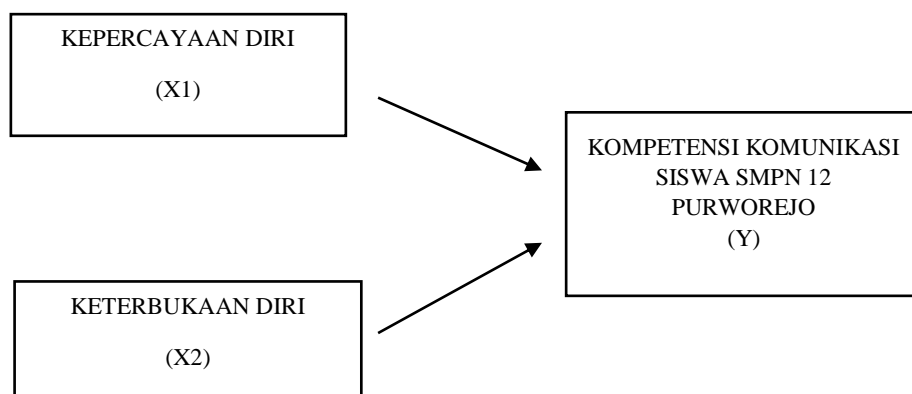 KEPERCAYAAN DIRI
(X1)
KOMPETENSI KOMUNIKASI
SISWA SMPN 12
PURWOREJO
(Y)
KETERBUKAAN DIRI
(X2)